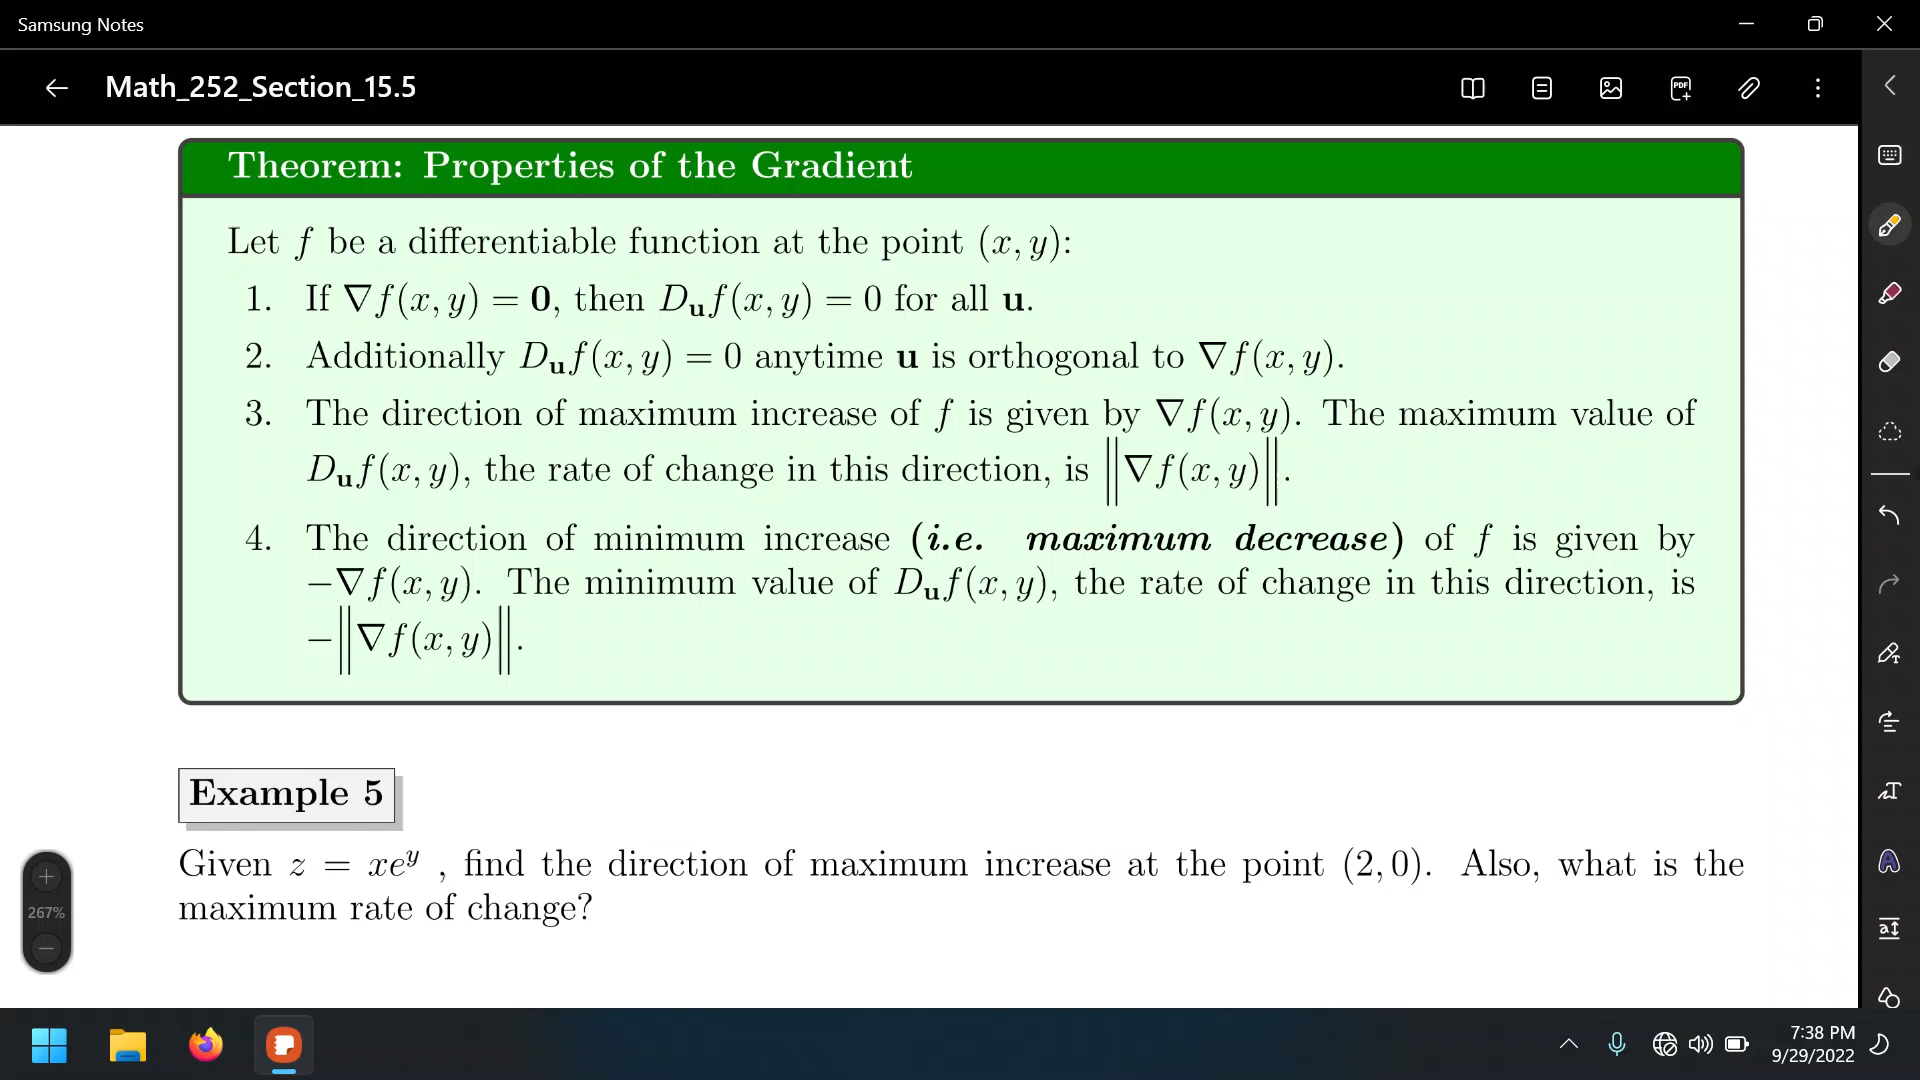 Samsung Notes
Math_252_Section_15.5
Theorem: Properties of the Gradient
Let f be a differentiable function at the point (x, y):
1. If ∇f(x, y) = 0, then D_u f(x, y) = 0 for all u.
2. Additionally D_u f(x, y) = 0 anytime u is orthogonal to ∇f(x, y).
3. The direction of maximum increase of f is given by ∇f(x, y). The maximum value of
D_u f(x, y), the rate of change in this direction, is ‖∇f(x, y)‖.
4. The direction of minimum increase (i.e. maximum decrease) of f is given by
−∇f(x, y). The minimum value of D_u f(x, y), the rate of change in this direction, is
−‖∇f(x, y)‖.
Example 5
Given z = xe^y , find the direction of maximum increase at the point (2, 0). Also, what is the
maximum rate of change?
267%
7:38 PM
9/29/2022